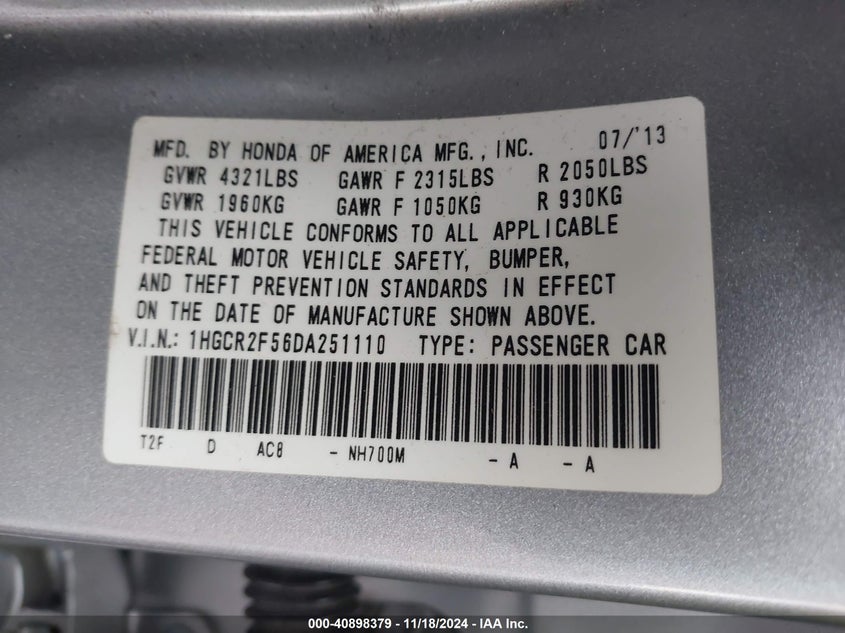 MFD. BY HONDA OF AMERICA MFG., INC. 07/'13
GVWR 4321LBS GAWR F 2315LBS R 2050LBS
GVWR 1960KG GAWR F 1050KG R 930KG
THIS VEHICLE CONFORMS TO ALL APPLICABLE
FEDERAL MOTOR VEHICLE SAFETY, BUMPER,
AND THEFT PREVENTION STANDARDS IN EFFECT
ON THE DATE OF MANUFACTURE SHOWN ABOVE.
V.I.N.: 1HGCR2F56DA251110 TYPE: PASSENGER CAR
T2F D AC8 - NH700M - A - A
000-40898379 - 11/18/2024 - IAA Inc.